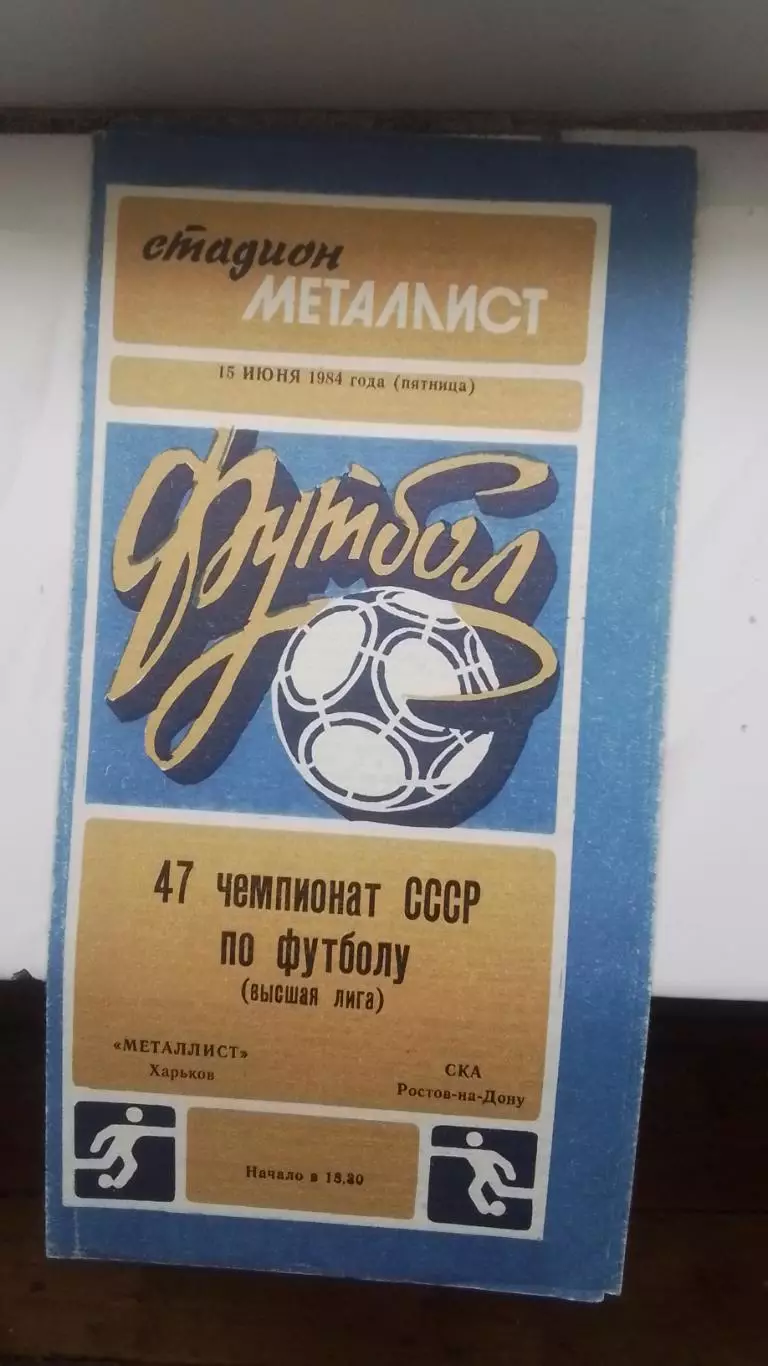 стадион
МЕТАЛЛИСТ
15 ИЮНЯ 1984 года (пятница)
Футбол
47 чемпионат СССР
по футболу
(высшая лига)
«МЕТАЛЛИСТ»
Харьков
СКА
Ростов-на-Дону
Начало в 18.30